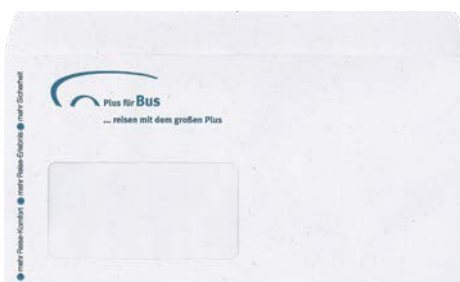 Plus für Bus
... reisen mit dem großen Plus
mehr Reise-Komfort ● mehr Reise-Erlebnis ● mehr Sicherheit